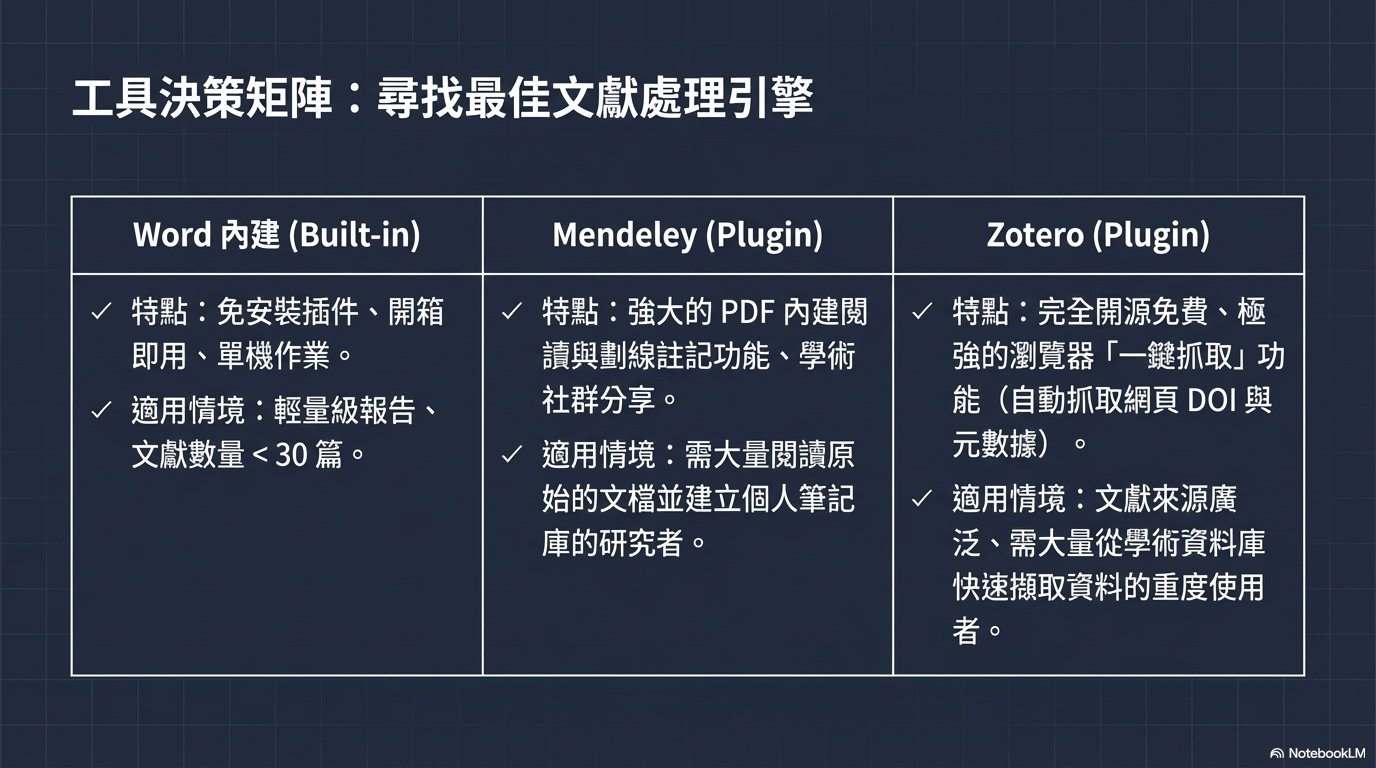 工具決策矩陣：尋找最佳文獻處理引擎
Word 內建 (Built-in)
✓ 特點：免安裝插件、開箱
即用、單機作業。
✓ 適用情境：輕量級報告、
文獻數量 < 30 篇。
Mendeley (Plugin)
✓ 特點：強大的 PDF 內建閱
讀與劃線註記功能、學術
社群分享。
✓ 適用情境：需大量閱讀原
始的文檔並建立個人筆記
庫的研究者。
Zotero (Plugin)
✓ 特點：完全開源免費、極
強的瀏覽器「一鍵抓取」功
能（自動抓取網頁 DOI 與
元數據）。
✓ 適用情境：文獻來源廣
泛、需大量從學術資料庫
快速擷取資料的重度使用
者。
NotebookLM